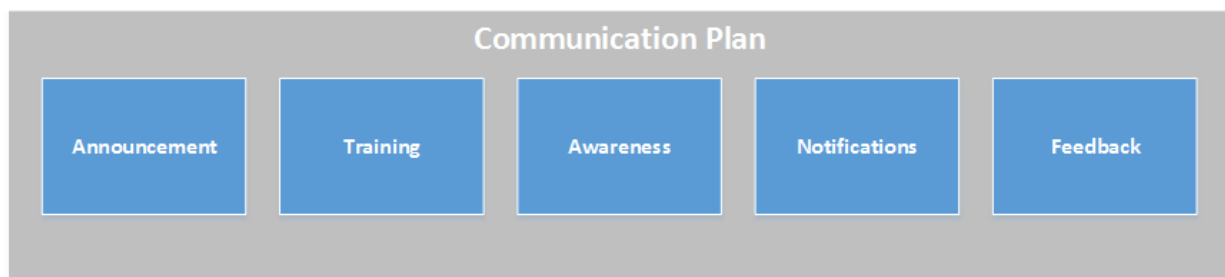 Communication Plan
Announcement
Training
Awareness
Notifications
Feedback